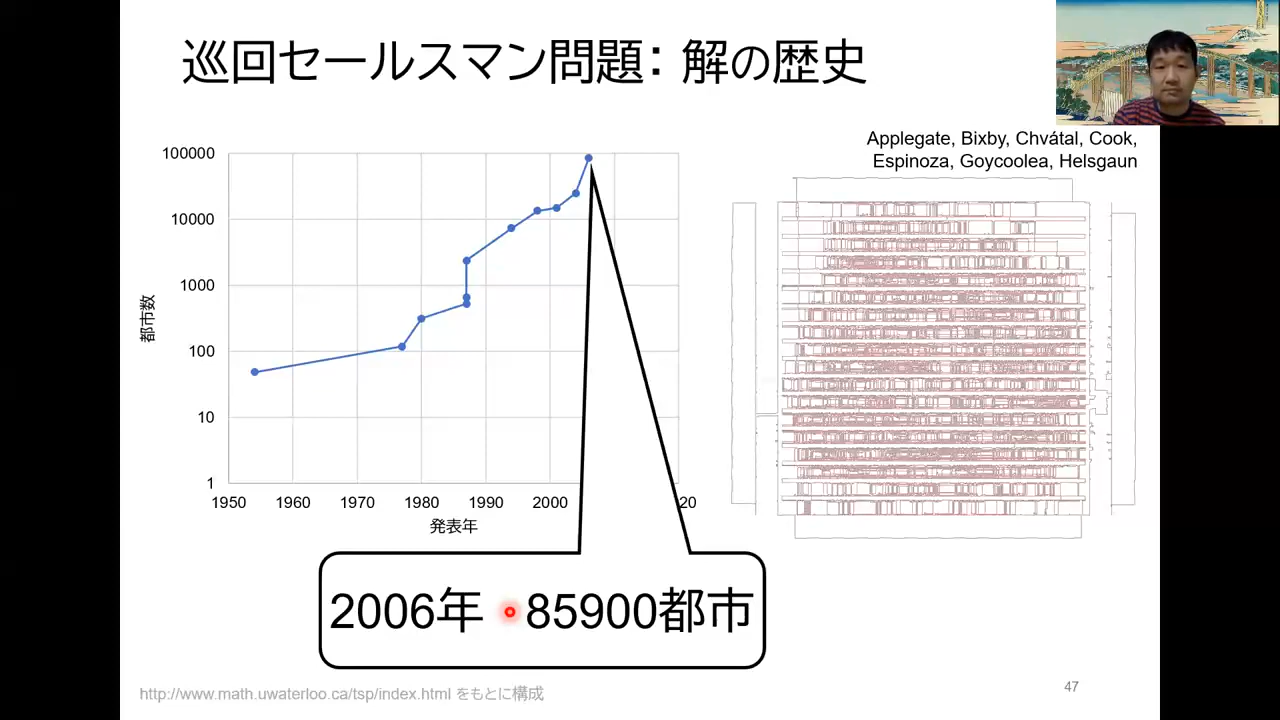 巡回セールスマン問題： 解の歴史
Applegate, Bixby, Chvátal, Cook,
Espinoza, Goycoolea, Helsgaun
100000
10000
1000
100
10
1
都市数
1950 1960 1970 1980 1990 2000 20
発表年
2006年 85900都市
http://www.math.uwaterloo.ca/tsp/index.html をもとに構成
47